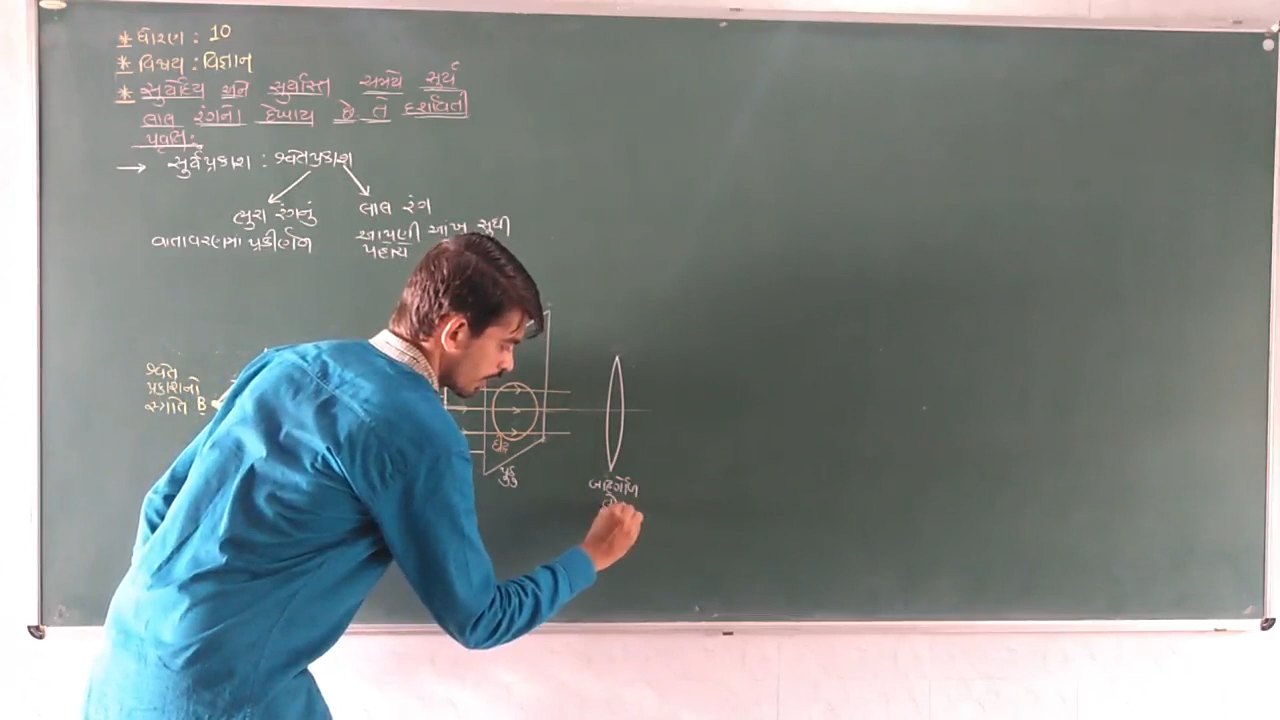 * ધોરણ : 10
* વિષય : વિજ્ઞાન
* સુર્યોદય અને સુર્યાસ્ત સમયે સૂર્ય
લાલ રંગનો દેખાય છે તે દર્શાવતી
પ્રવૃતિ:
→ સુર્યપ્રકાશ : શ્વેતપ્રકાશ
ભુરા રંગનું લાલ રંગ
વાતાવરણમાં પ્રકીર્ણન આપણી આંખ સુધી
પહોચે
શ્વેત
પ્રકાશનો
સ્ત્રોત B
છીદ્ર
પુઠ્ઠુ
બહિર્ગોળ